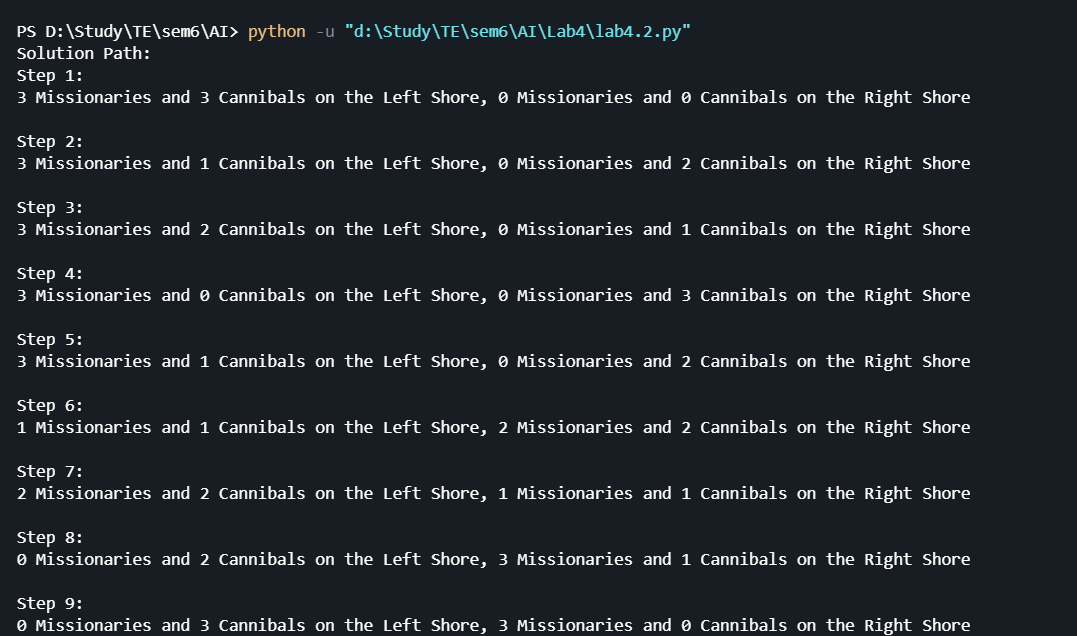 PS D:\Study\TE\sem6\AI> python -u "d:\Study\TE\sem6\AI\Lab4\lab4.2.py"
Solution Path:
Step 1:
3 Missionaries and 3 Cannibals on the Left Shore, 0 Missionaries and 0 Cannibals on the Right Shore
Step 2:
3 Missionaries and 1 Cannibals on the Left Shore, 0 Missionaries and 2 Cannibals on the Right Shore
Step 3:
3 Missionaries and 2 Cannibals on the Left Shore, 0 Missionaries and 1 Cannibals on the Right Shore
Step 4:
3 Missionaries and 0 Cannibals on the Left Shore, 0 Missionaries and 3 Cannibals on the Right Shore
Step 5:
3 Missionaries and 1 Cannibals on the Left Shore, 0 Missionaries and 2 Cannibals on the Right Shore
Step 6:
1 Missionaries and 1 Cannibals on the Left Shore, 2 Missionaries and 2 Cannibals on the Right Shore
Step 7:
2 Missionaries and 2 Cannibals on the Left Shore, 1 Missionaries and 1 Cannibals on the Right Shore
Step 8:
0 Missionaries and 2 Cannibals on the Left Shore, 3 Missionaries and 1 Cannibals on the Right Shore
Step 9:
0 Missionaries and 3 Cannibals on the Left Shore, 3 Missionaries and 0 Cannibals on the Right Shore